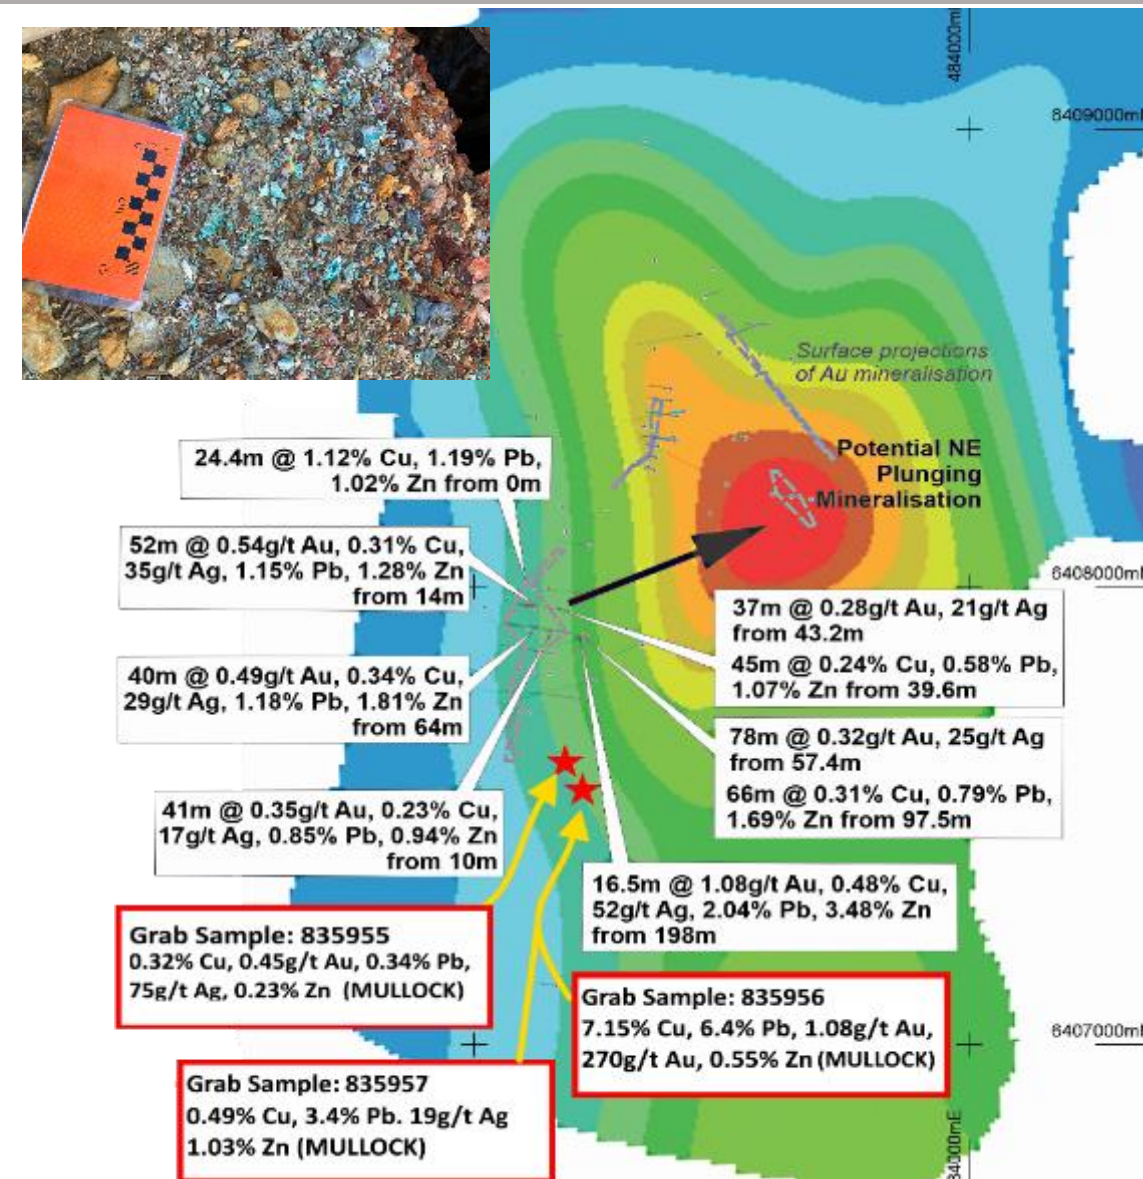 484000mE
6409000mE
Surface projections
of Au mineralisation
Potential NE
Plunging
Mineralisation
24.4m @ 1.12% Cu, 1.19% Pb,
1.02% Zn from 0m
52m @ 0.54g/t Au, 0.31% Cu,
35g/t Ag, 1.15% Pb, 1.28% Zn
from 14m
6408000mE
37m @ 0.28g/t Au, 21g/t Ag
from 43.2m
45m @ 0.24% Cu, 0.58% Pb,
1.07% Zn from 39.6m
40m @ 0.49g/t Au, 0.34% Cu,
29g/t Ag, 1.18% Pb, 1.81% Zn
from 64m
78m @ 0.32g/t Au, 25g/t Ag
from 57.4m
66m @ 0.31% Cu, 0.79% Pb,
1.69% Zn from 97.5m
41m @ 0.35g/t Au, 0.23% Cu,
17g/t Ag, 0.85% Pb, 0.94% Zn
from 10m
16.5m @ 1.08g/t Au, 0.48% Cu,
52g/t Ag, 2.04% Pb, 3.48% Zn
from 198m
Grab Sample: 835955
0.32% Cu, 0.45g/t Au, 0.34% Pb,
75g/t Ag, 0.23% Zn (MULLOCK)
Grab Sample: 835956
7.15% Cu, 6.4% Pb, 1.08g/t Au,
270g/t Au, 0.55% Zn (MULLOCK)
6407000mE
Grab Sample: 835957
0.49% Cu, 3.4% Pb. 19g/t Ag
1.03% Zn (MULLOCK)
84000mE